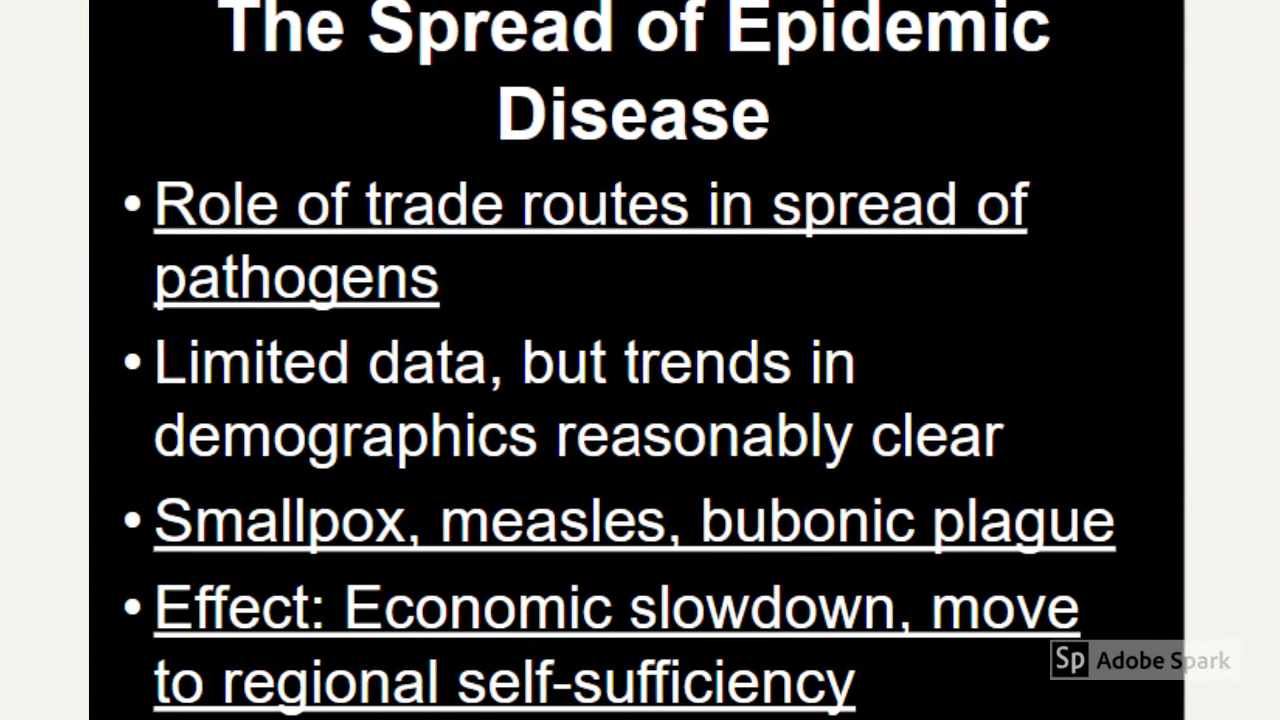 The Spread of Epidemic
Disease
• Role of trade routes in spread of
pathogens
• Limited data, but trends in
demographics reasonably clear
• Smallpox, measles, bubonic plague
• Effect: Economic slowdown, move
to regional self-sufficiency
Sp Adobe Spark